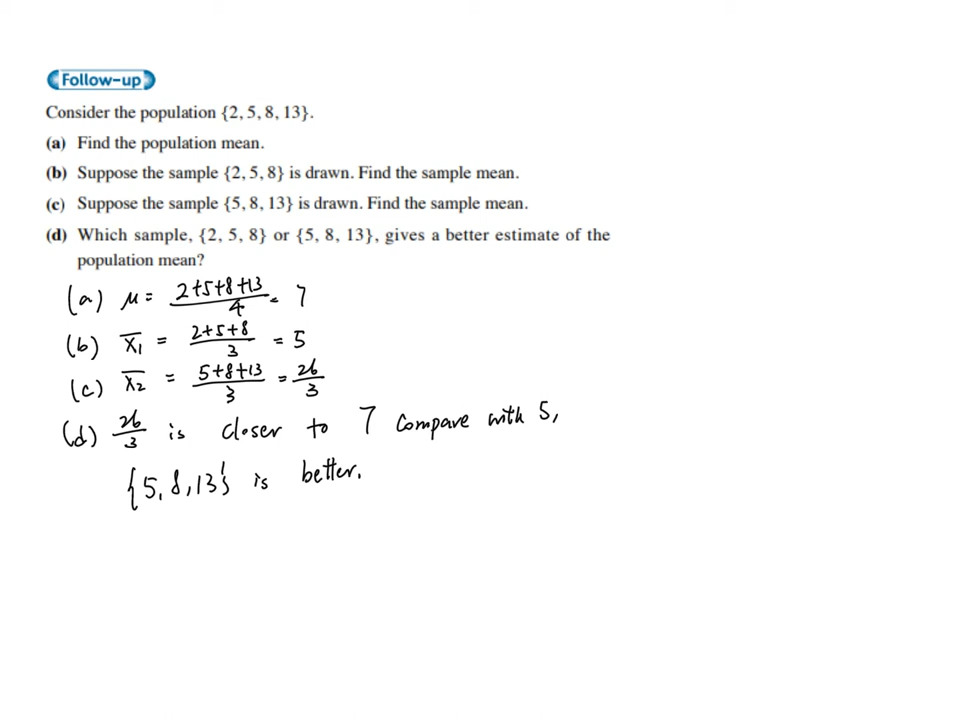 Follow-up
Consider the population {2, 5, 8, 13}.
(a) Find the population mean.
(b) Suppose the sample {2, 5, 8} is drawn. Find the sample mean.
(c) Suppose the sample {5, 8, 13} is drawn. Find the sample mean.
(d) Which sample, {2, 5, 8} or {5, 8, 13}, gives a better estimate of the
population mean?
(a) μ = (2+5+8+13)/4 = 7
(b) x̄₁ = (2+5+8)/3 = 5
(c) x̄₂ = (5+8+13)/3 = 26/3
(d) 26/3 is closer to 7 compare with 5,
{5, 8, 13} is better.